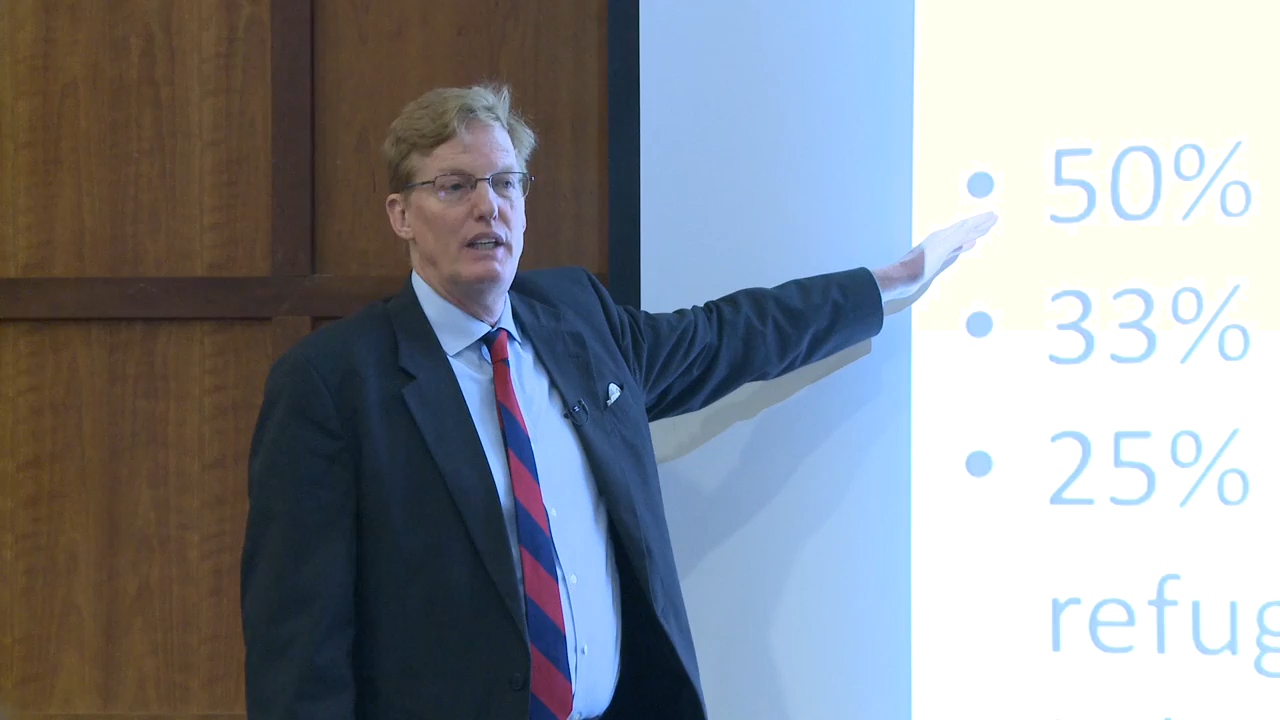 • 50%
• 33%
• 25%